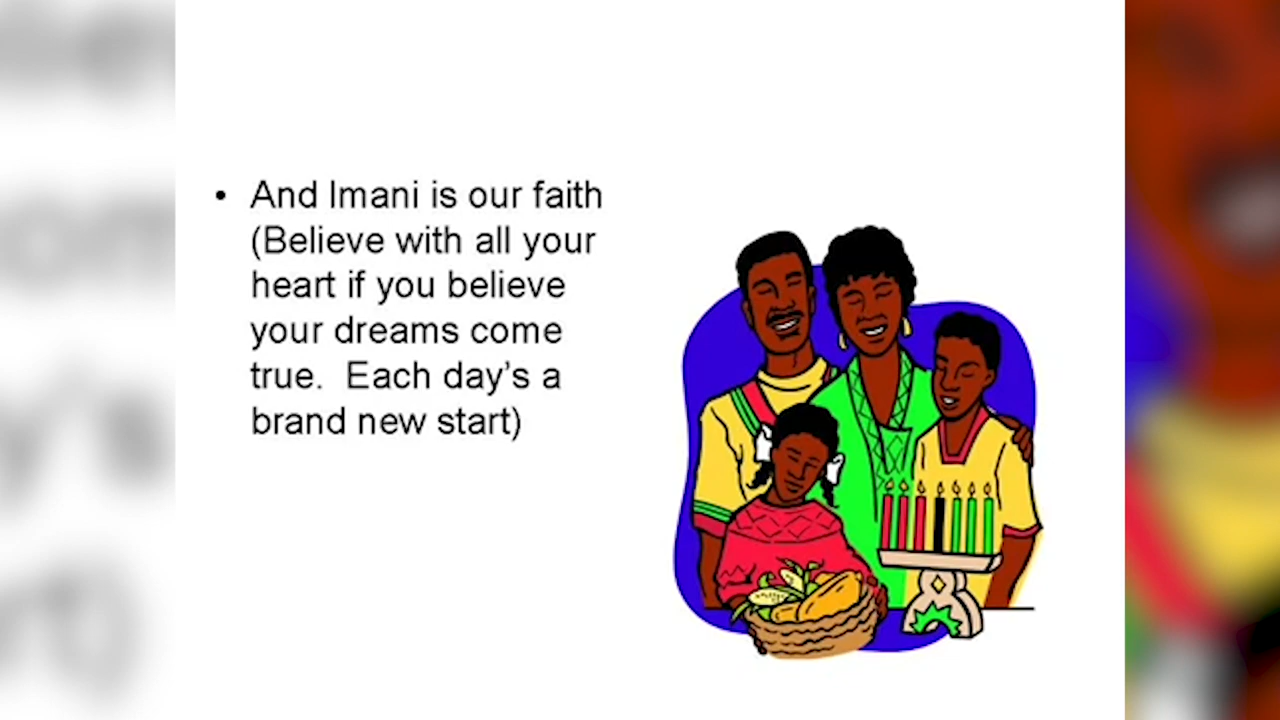 • And Imani is our faith
(Believe with all your
heart if you believe
your dreams come
true.  Each day’s a
brand new start)